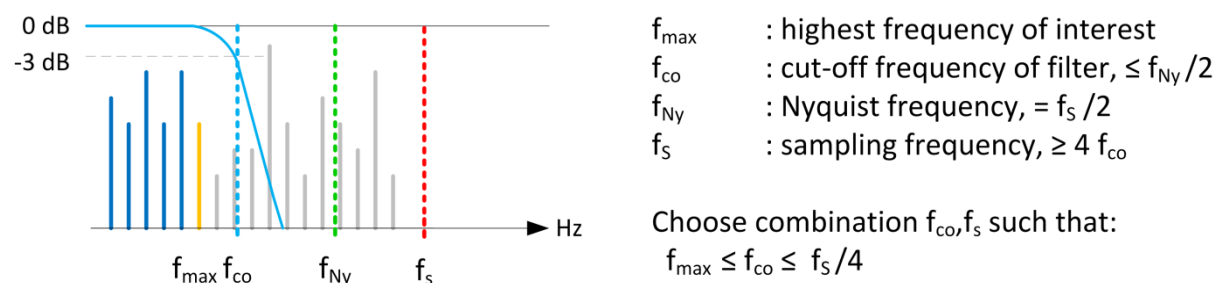 0 dB
-3 dB
Hz
fmax fco fNy fs
fmax : highest frequency of interest
fco : cut-off frequency of filter, ≤ fNy /2
fNy : Nyquist frequency, = fS /2
fS : sampling frequency, ≥ 4 fco
Choose combination fco,fs such that:
fmax ≤ fco ≤ fS /4